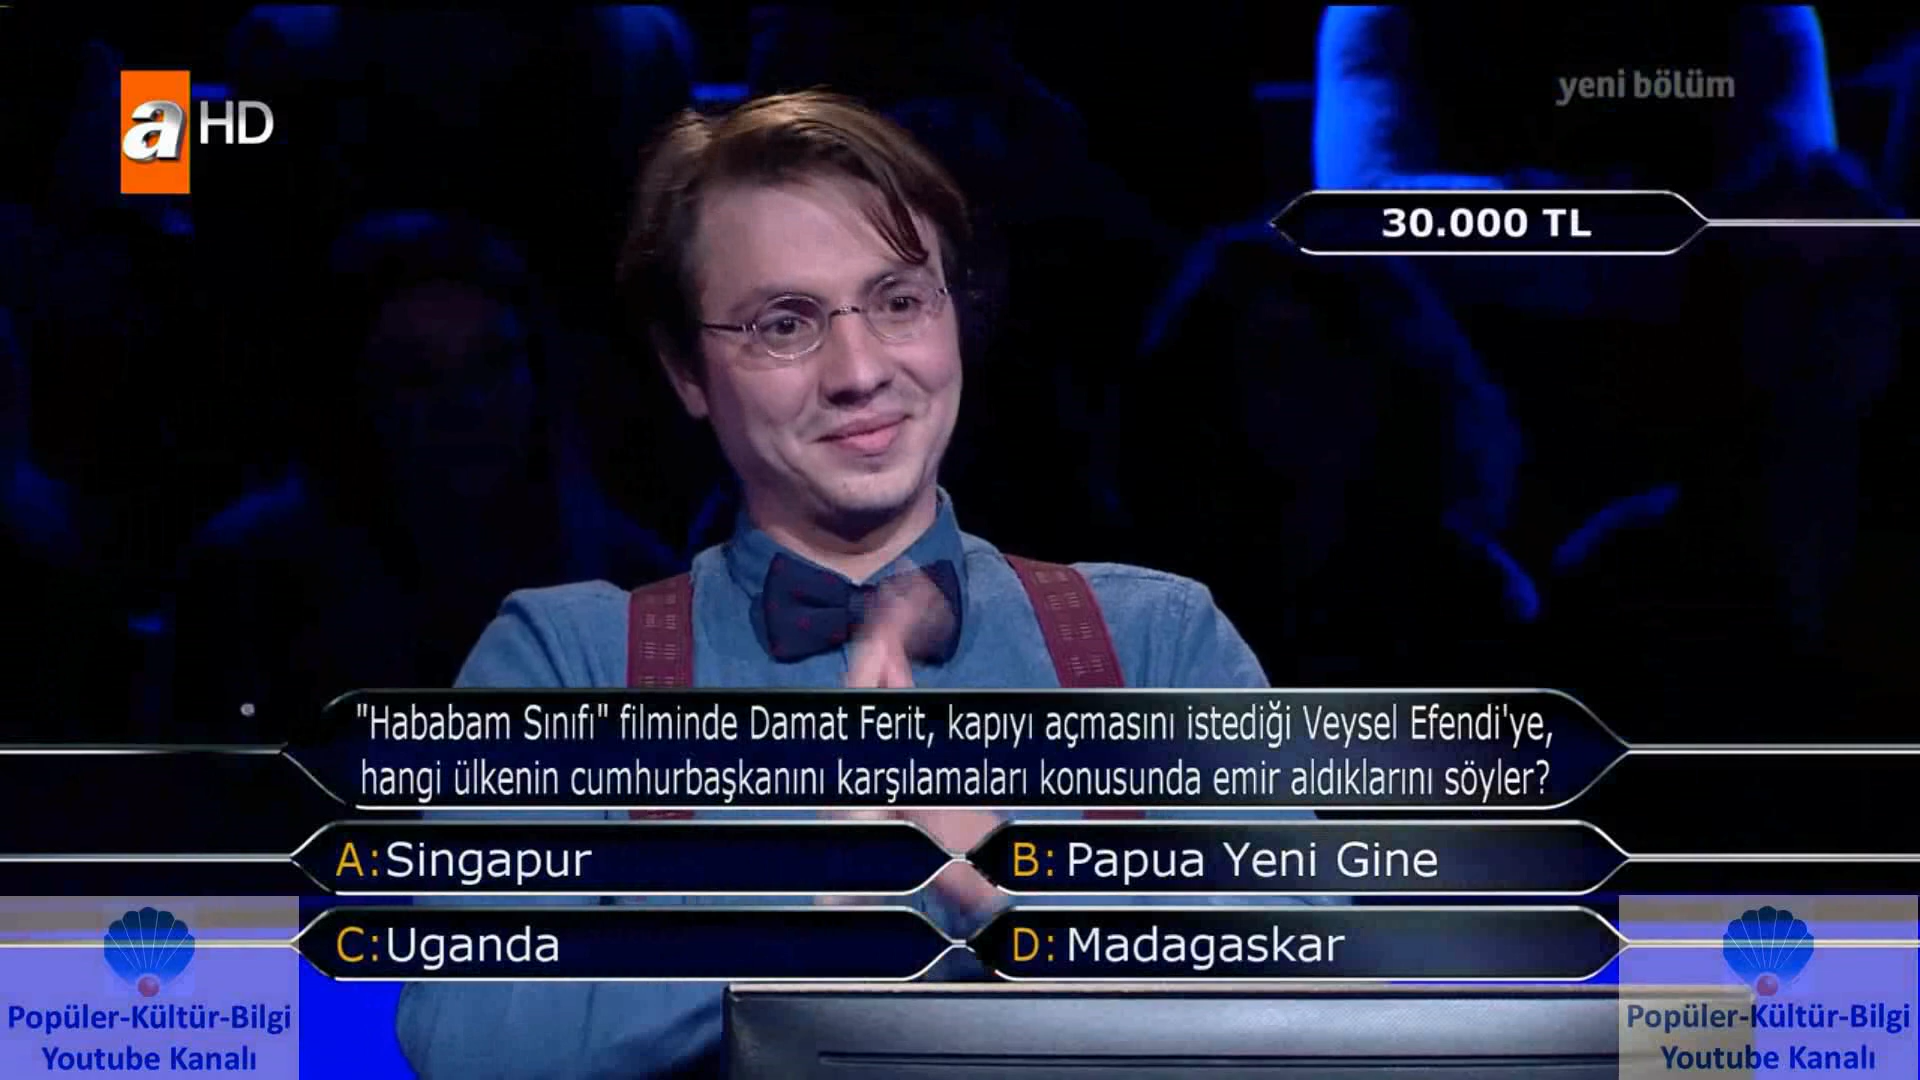 a HD
yeni bölüm
30.000 TL
"Hababam Sınıfı" filminde Damat Ferit, kapıyı açmasını istediği Veysel Efendi'ye,
hangi ülkenin cumhurbaşkanını karşılamaları konusunda emir aldıklarını söyler?
A: Singapur
B: Papua Yeni Gine
C: Uganda
D: Madagaskar
Popüler-Kültür-Bilgi
Youtube Kanalı
Popüler-Kültür-Bilgi
Youtube Kanalı